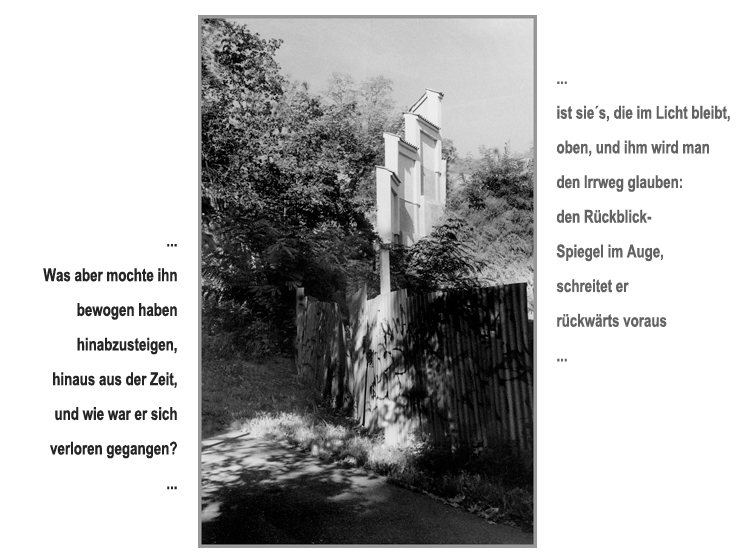 ...
Was aber mochte ihn
bewogen haben
hinabzusteigen,
hinaus aus der Zeit,
und wie war er sich
verloren gegangen?
...
...
ist sie´s, die im Licht bleibt,
oben, und ihm wird man
den Irrweg glauben:
den Rückblick-
Spiegel im Auge,
schreitet er
rückwärts voraus
...